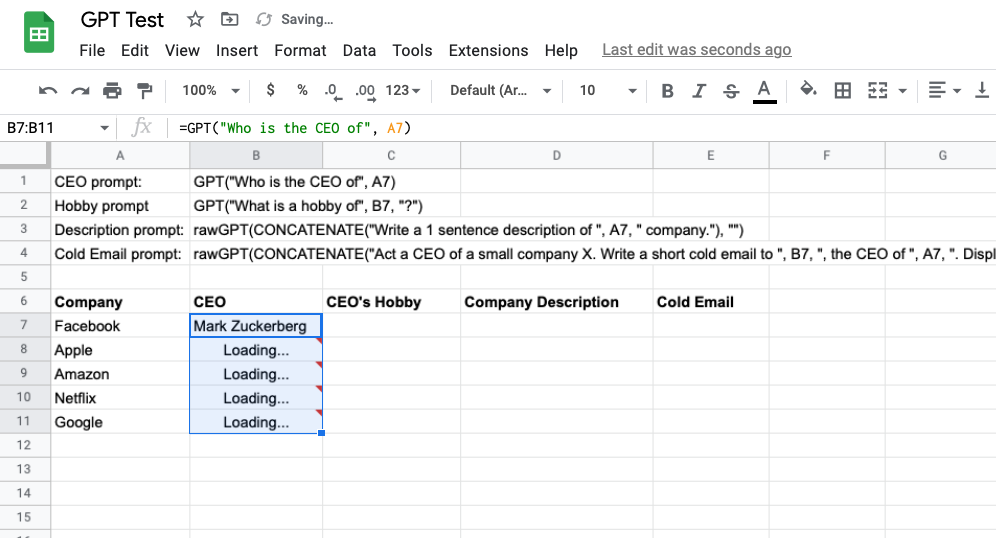 GPT Test Saving...
File Edit View Insert Format Data Tools Extensions Help Last edit was seconds ago
100% $ % .0 .00 123 Default (Ar... 10 B I S A
B7:B11 fx =GPT("Who is the CEO of", A7)
A B C D E F G
1 CEO prompt: GPT("Who is the CEO of", A7)
2 Hobby prompt GPT("What is a hobby of", B7, "?")
3 Description prompt: rawGPT(CONCATENATE("Write a 1 sentence description of ", A7, " company."), "")
4 Cold Email prompt: rawGPT(CONCATENATE("Act a CEO of a small company X. Write a short cold email to ", B7, ", the CEO of ", A7, ". Displ
5
6 Company CEO CEO's Hobby Company Description Cold Email
7 Facebook Mark Zuckerberg
8 Apple Loading...
9 Amazon Loading...
10 Netflix Loading...
11 Google Loading...
12
13
14
15